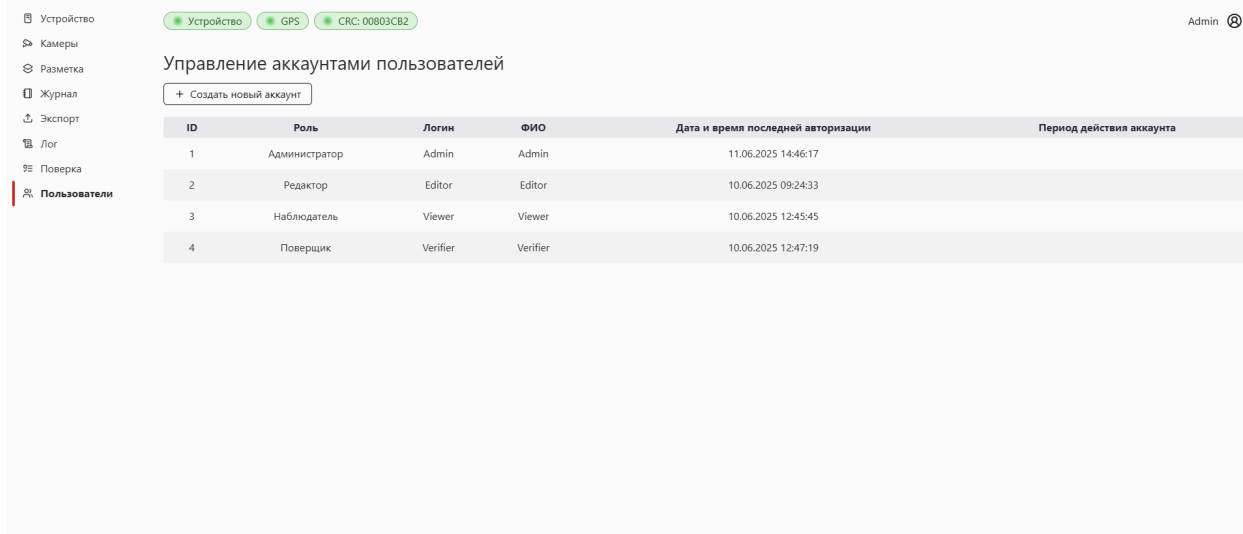 Устройство
Камеры
Разметка
Журнал
Экспорт
Лог
Поверка
Пользователи
Устройство GPS CRC: 00803CB2
Admin
Управление аккаунтами пользователей
+ Создать новый аккаунт
ID Роль Логин ФИО Дата и время последней авторизации Период действия аккаунта
1 Администратор Admin Admin 11.06.2025 14:46:17
2 Редактор Editor Editor 10.06.2025 09:24:33
3 Наблюдатель Viewer Viewer 10.06.2025 12:45:45
4 Поверщик Verifier Verifier 10.06.2025 12:47:19